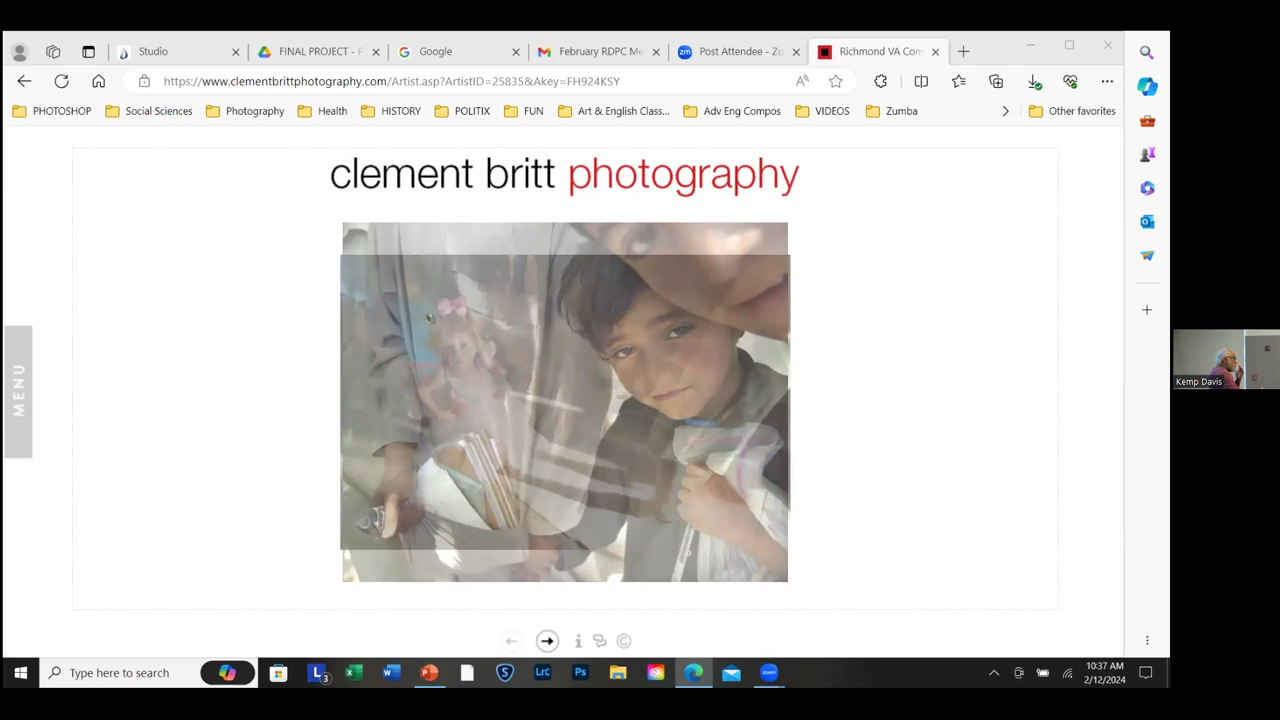 Studio
FINAL PROJECT - P
Google
February RDPC Me
Post Attendee - Zo
Richmond VA Com
https://www.clementbrittphotography.com/Artist.asp?ArtistID=25835&Akey=FH924KSY
PHOTOSHOP
Social Sciences
Photography
Health
HISTORY
POLITIX
FUN
Art & English Class...
Adv Eng Compos
VIDEOS
Zumba
Other favorites
clement britt photography
MENU
Kemp Davis
Type here to search
10:37 AM
2/12/2024